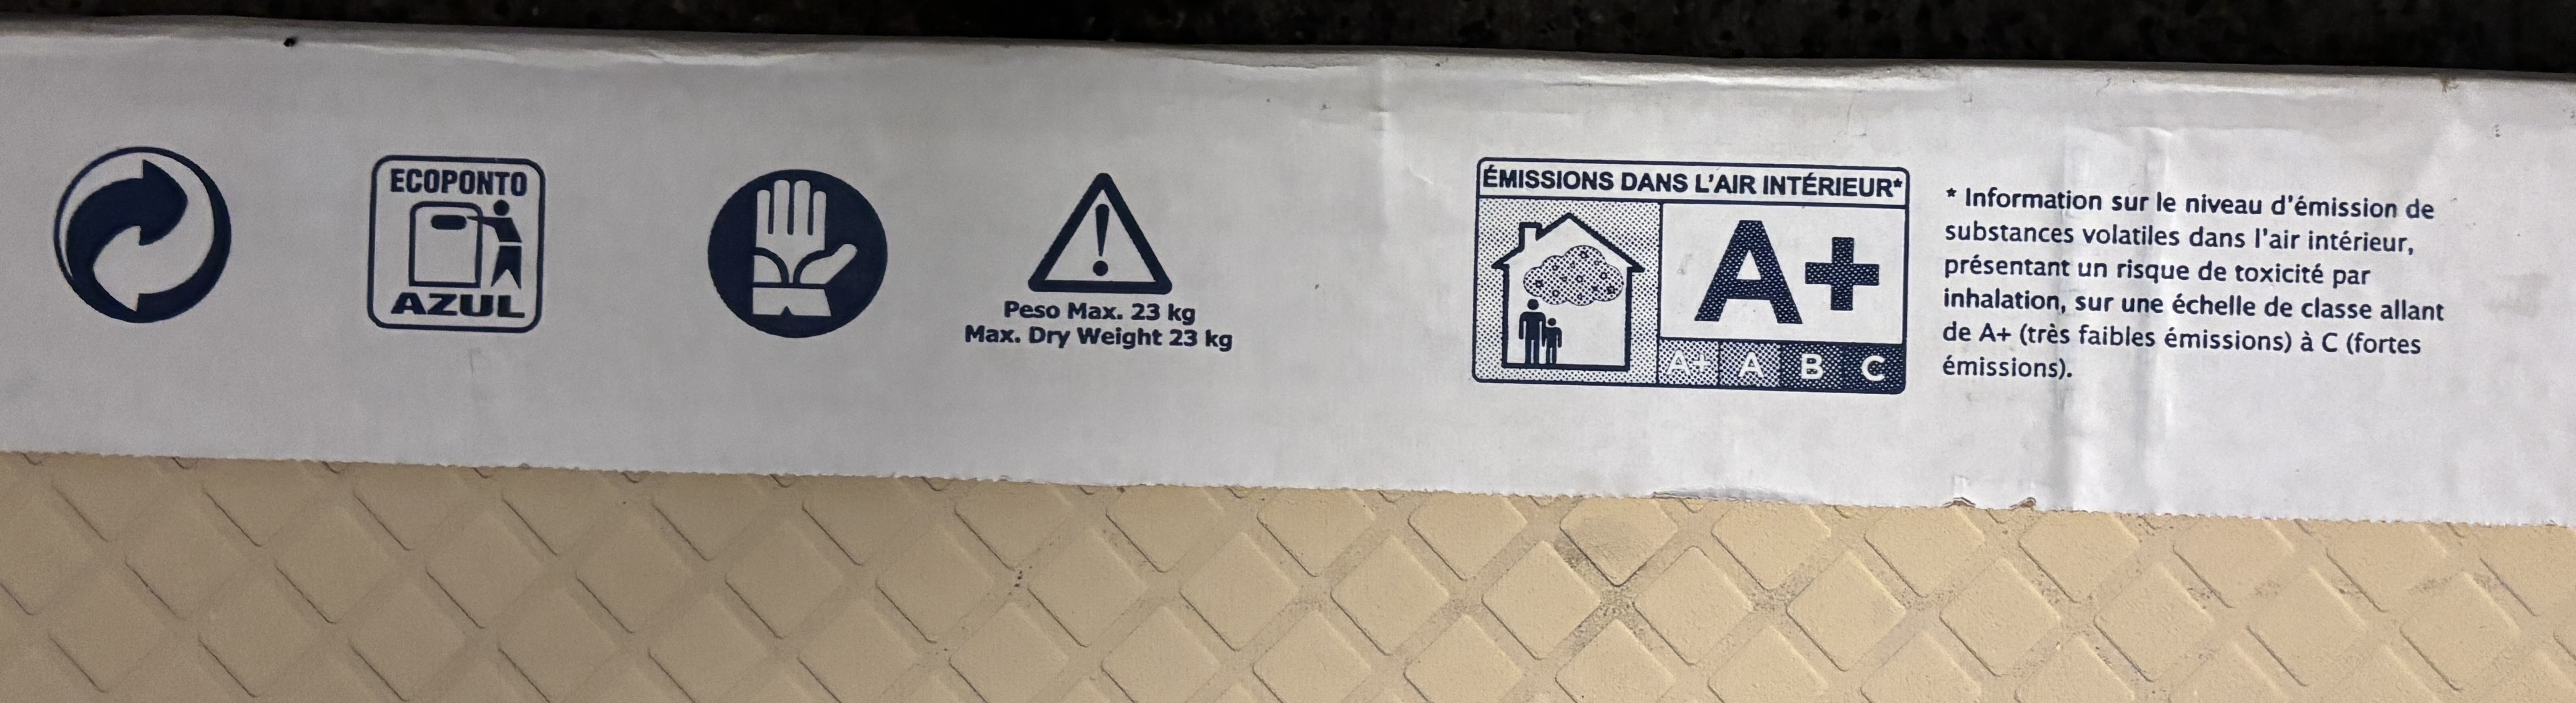 ECOPONTO
AZUL
Peso Max. 23 kg
Max. Dry Weight 23 kg
ÉMISSIONS DANS L'AIR INTÉRIEUR*
A+
A+ A B C
* Information sur le niveau d'émission de
substances volatiles dans l'air intérieur,
présentant un risque de toxicité par
inhalation, sur une échelle de classe allant
de A+ (très faibles émissions) à C (fortes
émissions).